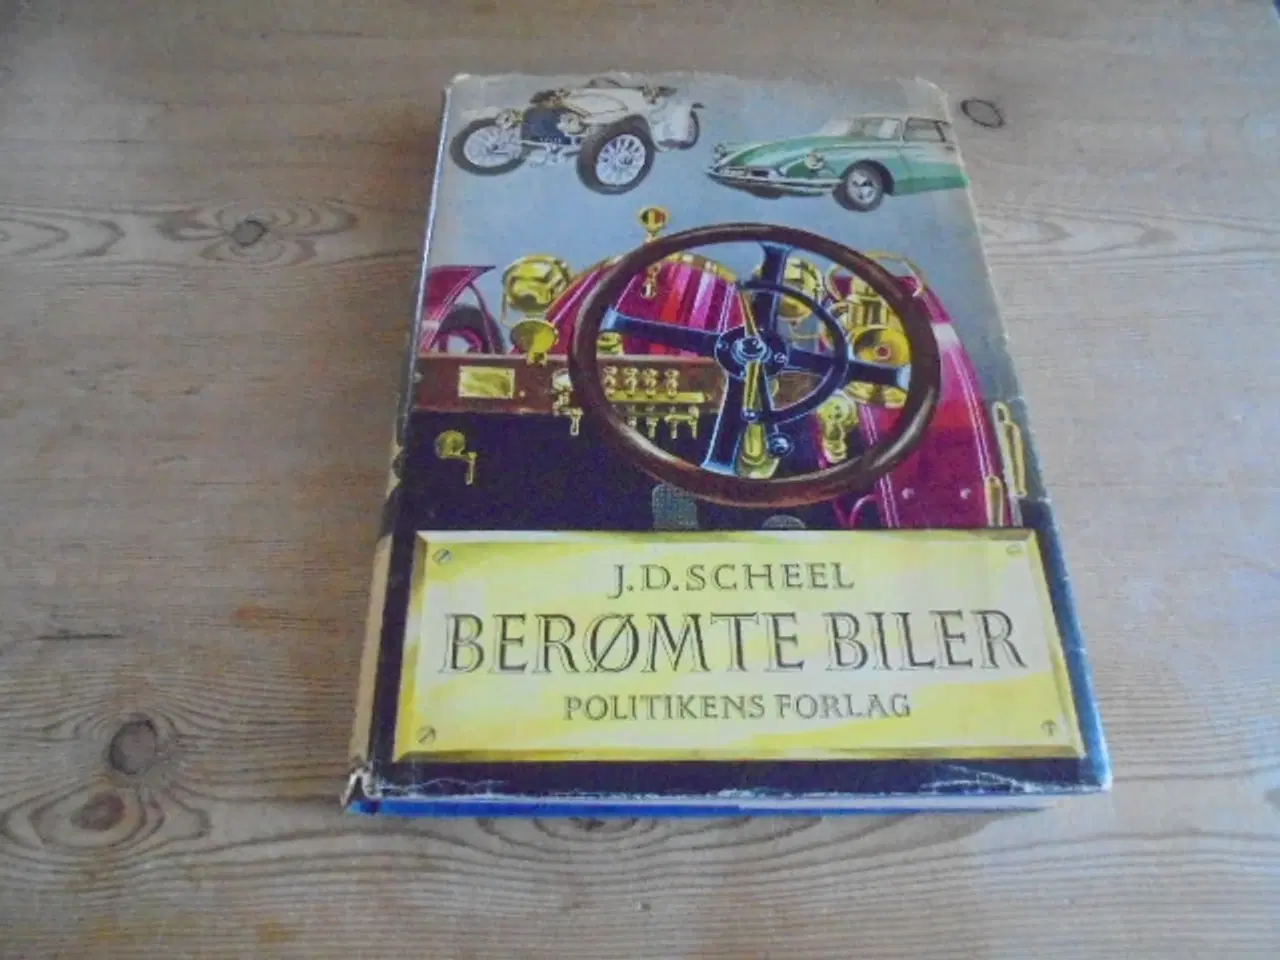 J.D. SCHEEL
BERØMTE BILER
POLITIKENS FORLAG